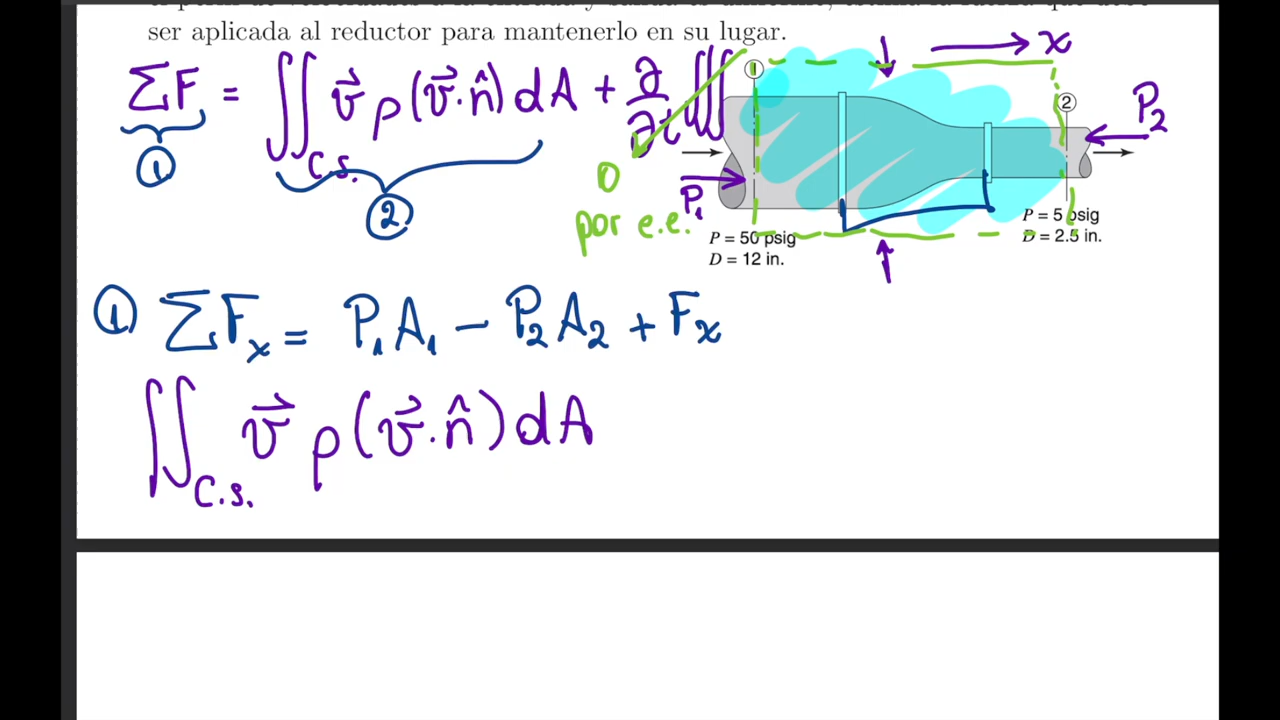 ser aplicada al reductor para mantenerlo en su lugar.
ΣF = ∬ v⃗ ρ (v⃗ · n̂) dA + ∂/∂t ∭
C.s.
① ②
0
por e.e.
① → x
②
P₂
P₁
P = 50 psig
D = 12 in.
P = 5 psig
D = 2.5 in.
① ΣFx = P₁A₁ − P₂A₂ + Fx
∬ v⃗ ρ (v⃗ · n̂) dA
C.s.